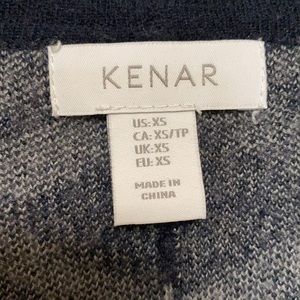 KENAR
US:XS
CA: XS/TP
UK:XS
EU: XS
MADE IN
CHINA